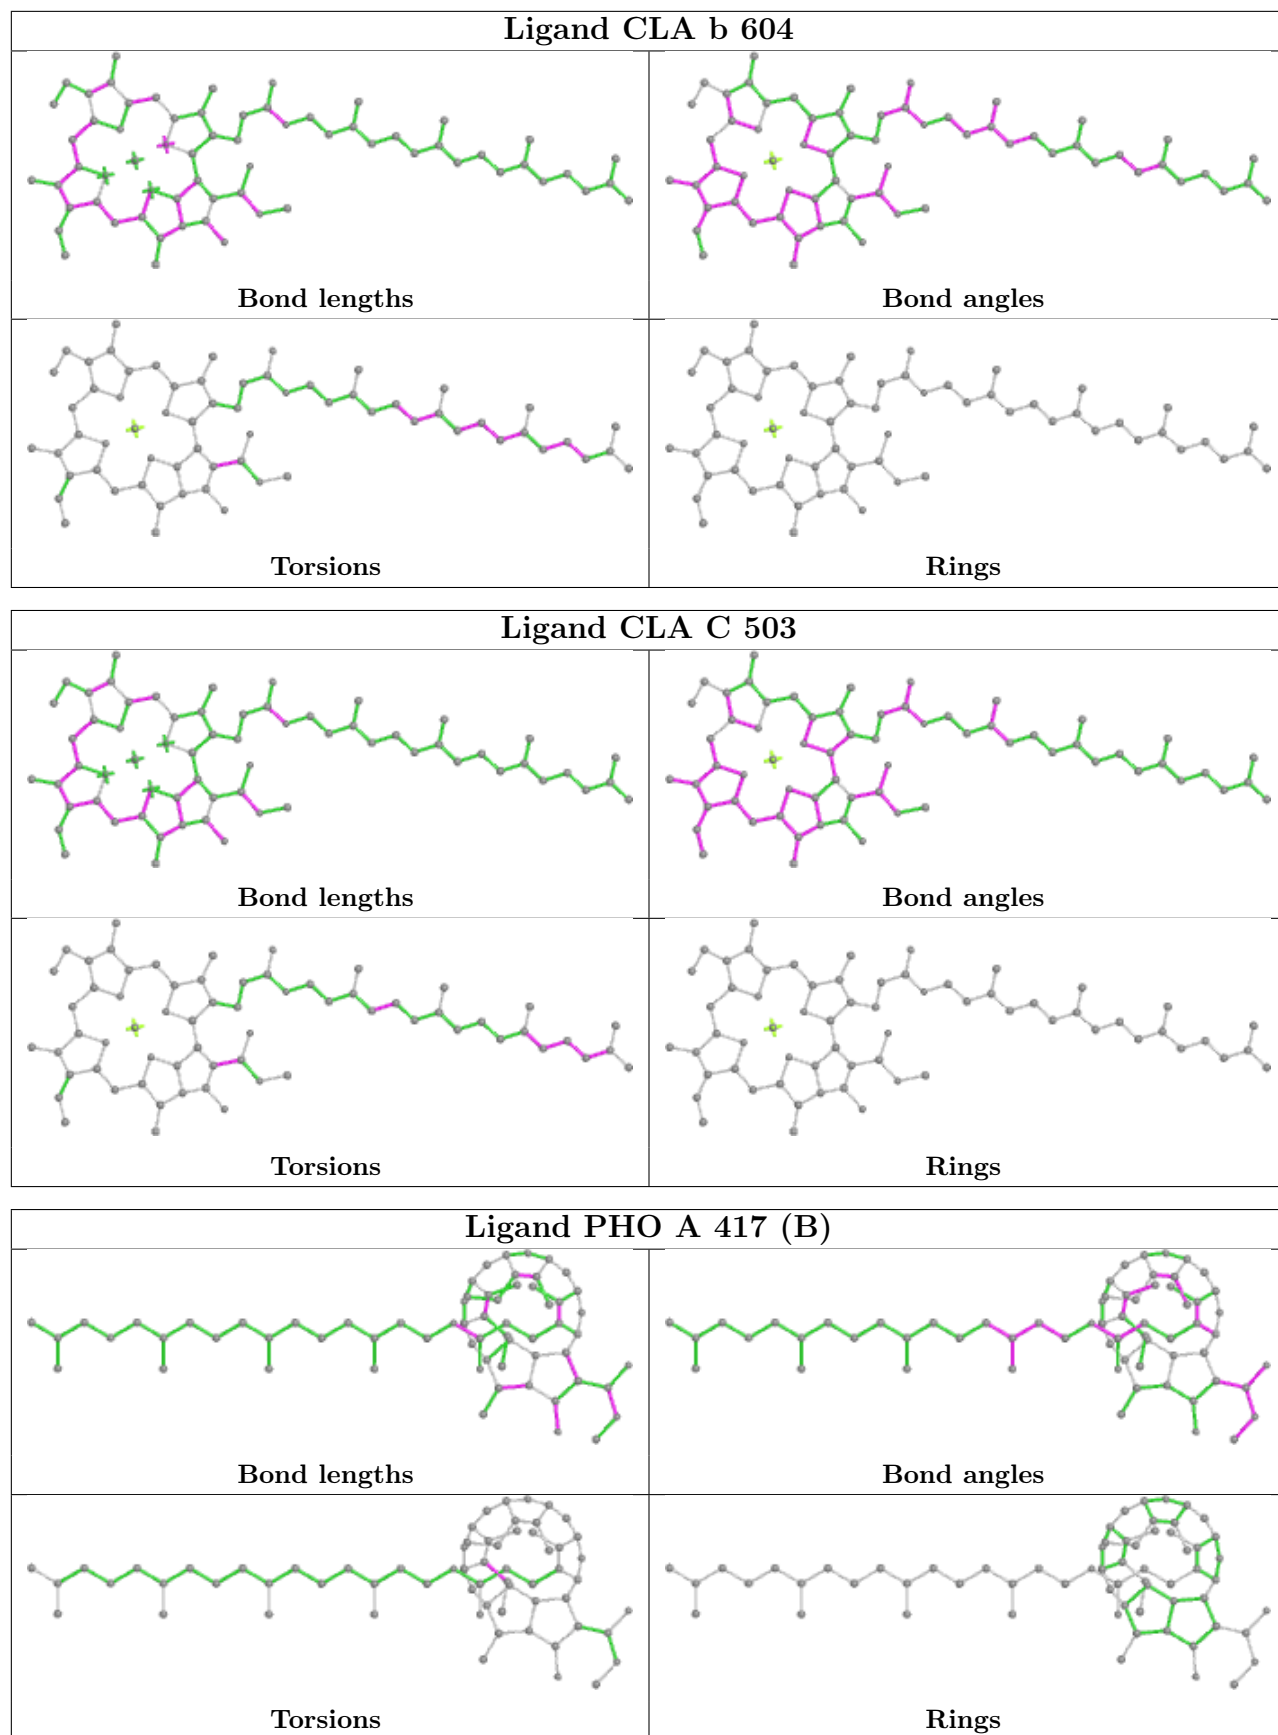 Ligand CLA b 604
Bond lengths
Bond angles
Torsions
Rings
Ligand CLA C 503
Bond lengths
Bond angles
Torsions
Rings
Ligand PHO A 417 (B)
Bond lengths
Bond angles
Torsions
Rings